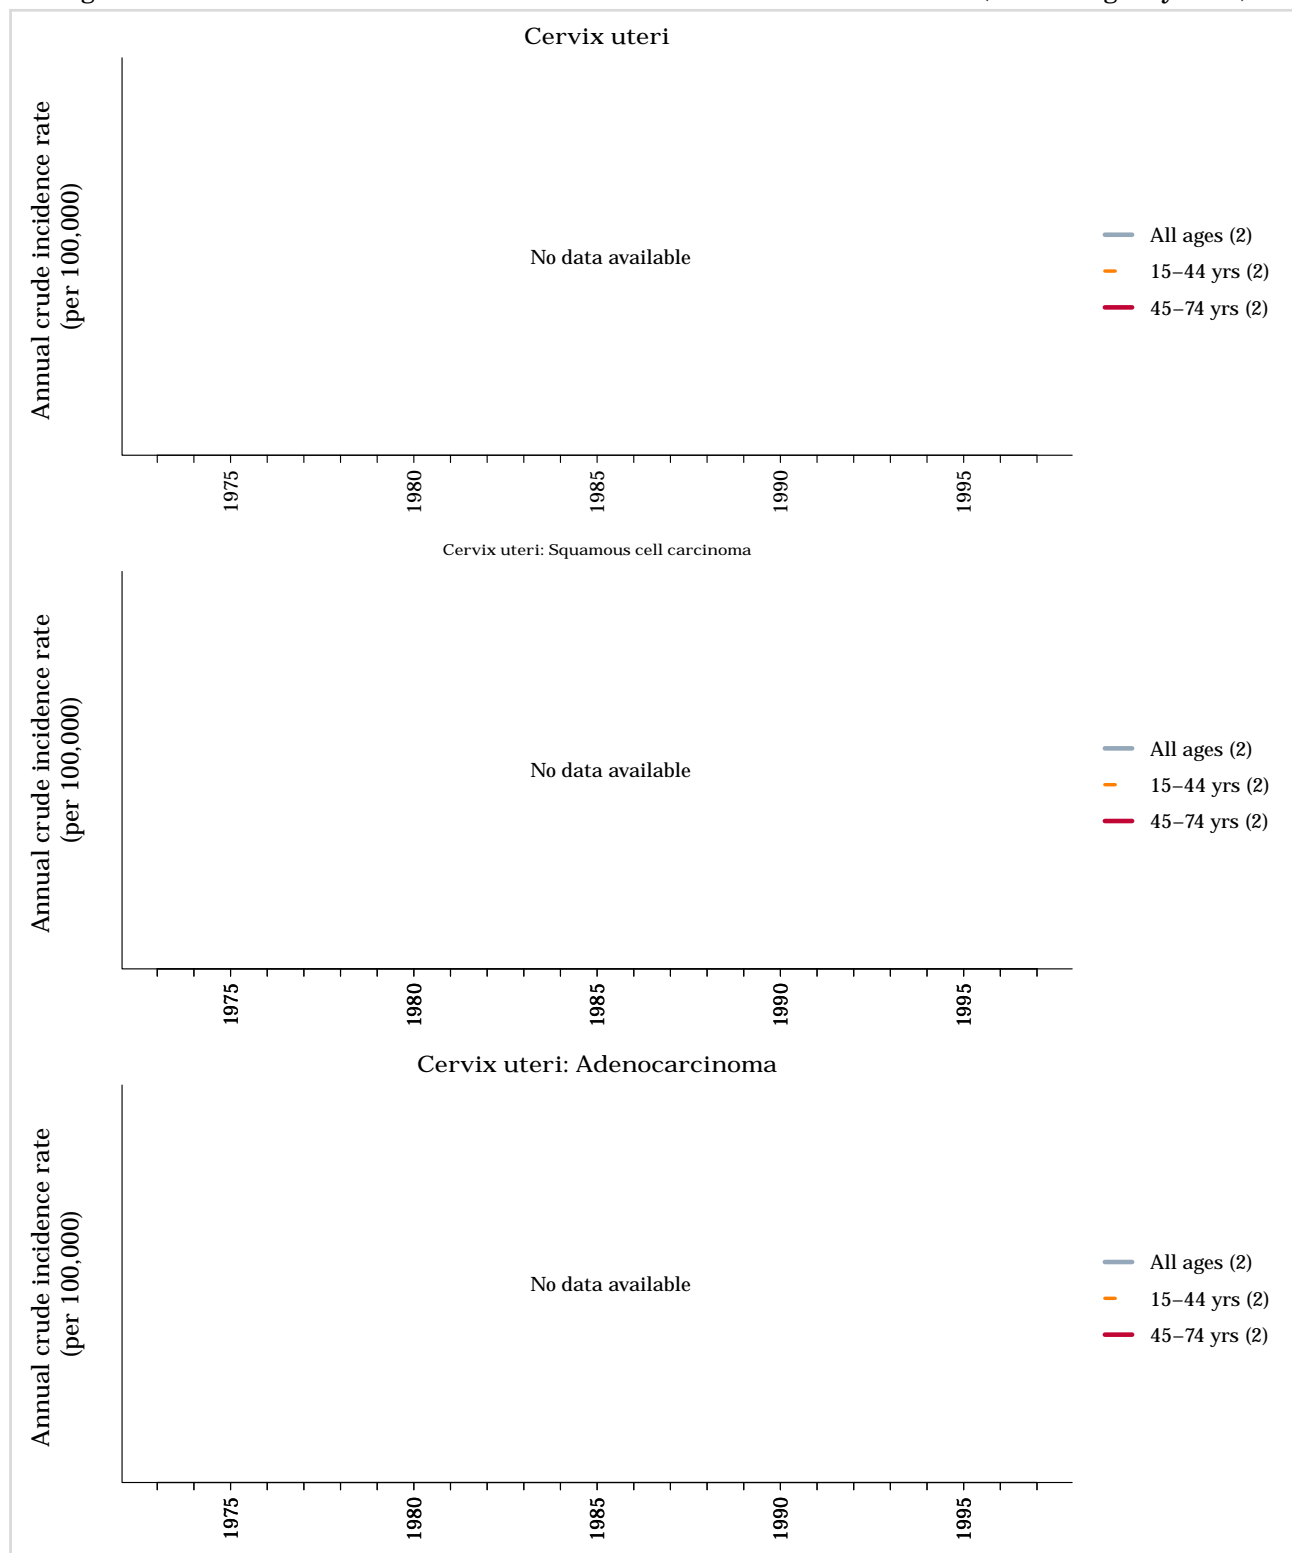 Cervix uteri
Annual crude incidence rate
(per 100,000)
No data available
All ages (2)
15–44 yrs (2)
45–74 yrs (2)
1975
1980
1985
1990
1995
Cervix uteri: Squamous cell carcinoma
Annual crude incidence rate
(per 100,000)
No data available
All ages (2)
15–44 yrs (2)
45–74 yrs (2)
1975
1980
1985
1990
1995
Cervix uteri: Adenocarcinoma
Annual crude incidence rate
(per 100,000)
No data available
All ages (2)
15–44 yrs (2)
45–74 yrs (2)
1975
1980
1985
1990
1995